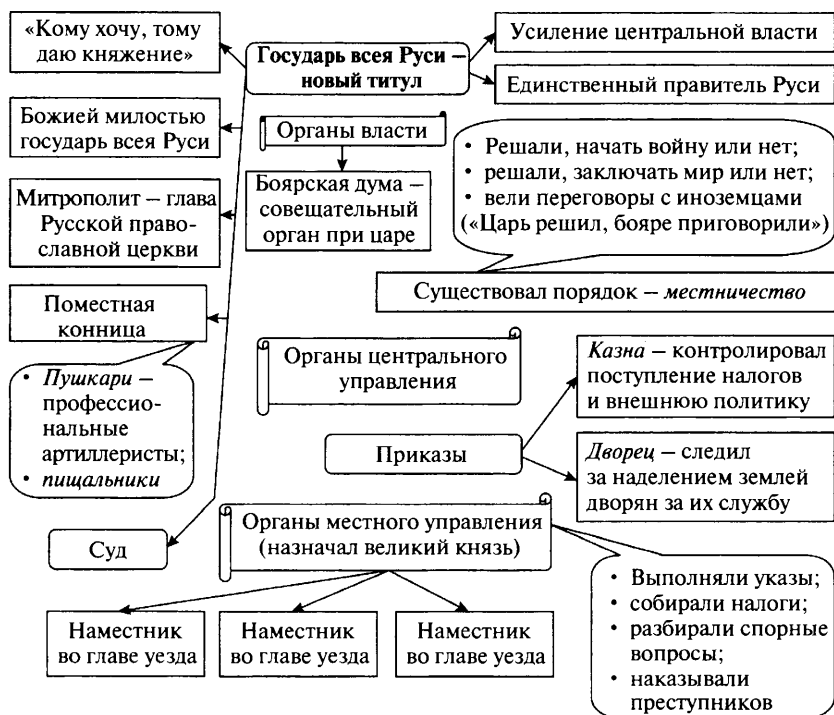 «Кому хочу, тому
даю княжение»
Государь всея Руси –
новый титул
Усиление центральной власти
Единственный правитель Руси
Божией милостью
государь всея Руси
Органы власти
Боярская дума –
совещательный
орган при царе
• Решали, начать войну или нет;
• решали, заключать мир или нет;
• вели переговоры с иноземцами
(«Царь решил, бояре приговорили»)
Митрополит – глава
Русской право-
славной церкви
Существовал порядок – местничество
Поместная
конница
• Пушкари –
профессио-
нальные
артиллеристы;
• пищальники
Органы центрального
управления
Приказы
Казна – контролировал
поступление налогов
и внешнюю политику
Дворец – следил
за наделением землей
дворян за их службу
Суд
Органы местного управления
(назначал великий князь)
Наместник
во главе уезда
Наместник
во главе уезда
Наместник
во главе уезда
• Выполняли указы;
• собирали налоги;
• разбирали спорные
вопросы;
• наказывали
преступников